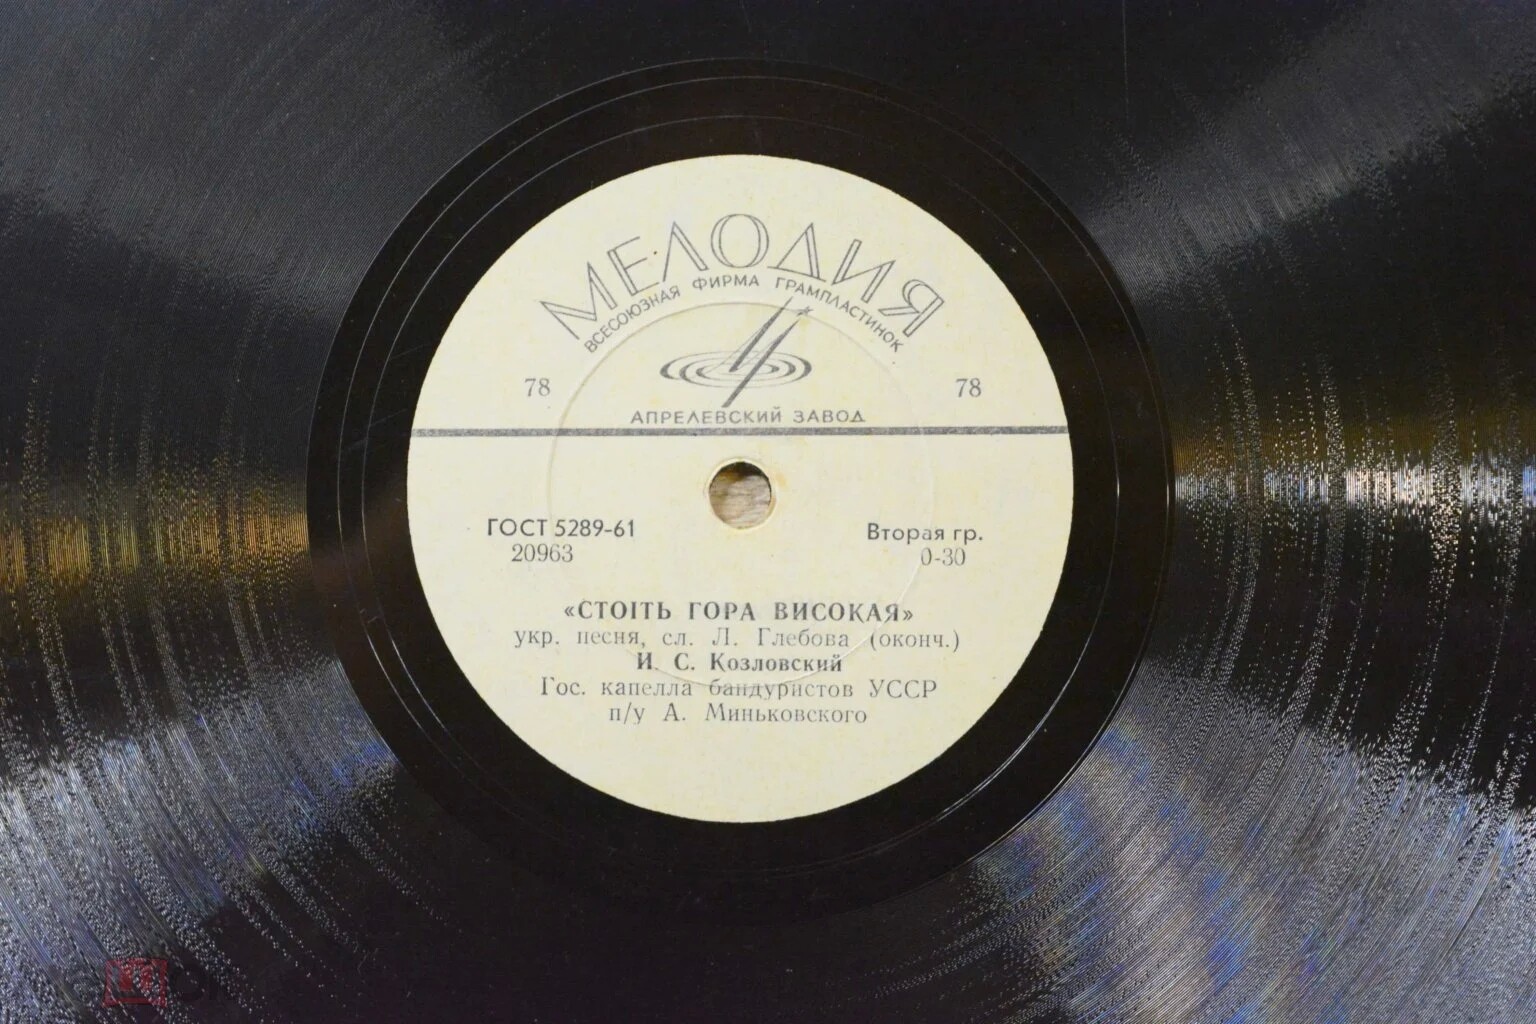 МЕЛОДИЯ
ВСЕСОЮЗНАЯ ФИРМА ГРАМПЛАСТИНОК
78 78
АПРЕЛЕВСКИЙ ЗАВОД
ГОСТ 5289-61 Вторая гр.
20963 0-30
«СТОІТЬ ГОРА ВИСОКАЯ»
укр. песня, сл. Л. Глебова (оконч.)
И. С. Козловский
Гос. капелла бандуристов УССР
п/у А. Миньковского